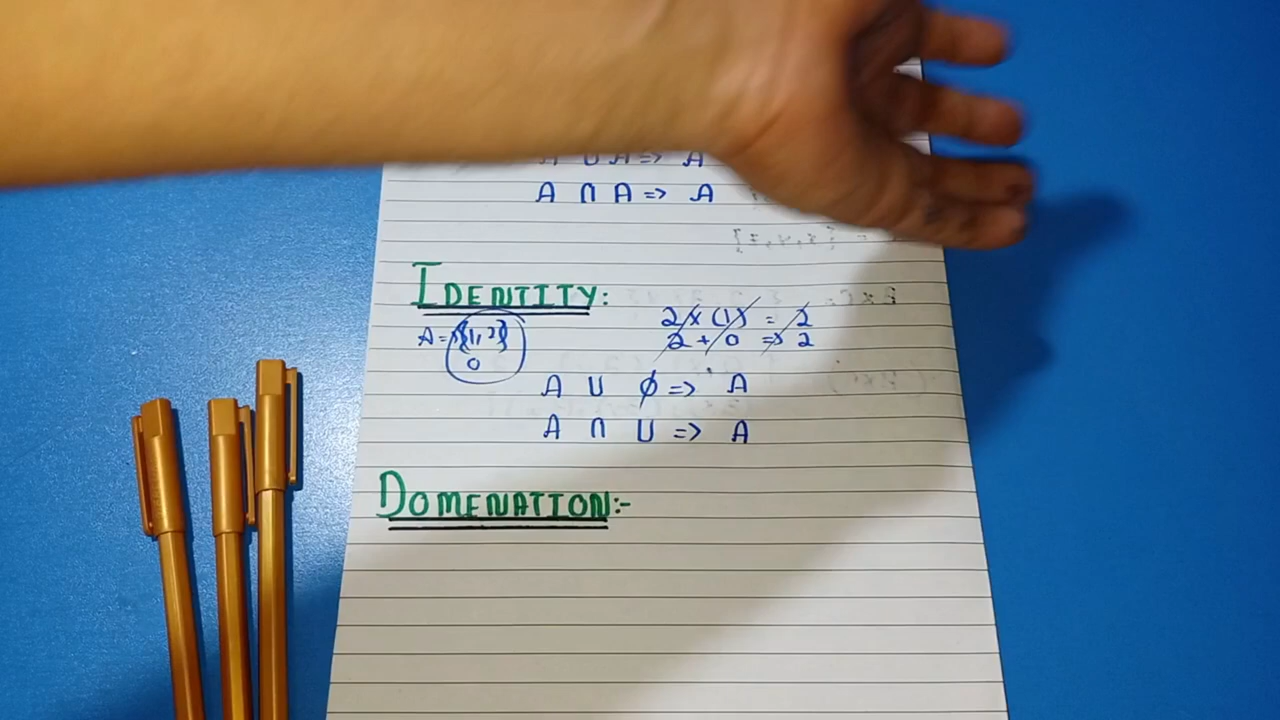 A U A => A
A ∩ A => A
IDENTITY:
2 x (1) = 2
A = {1, 2}
2 + 0 => 2
0
A U ϕ => A
A ∩ U => A
DOMENATION:-